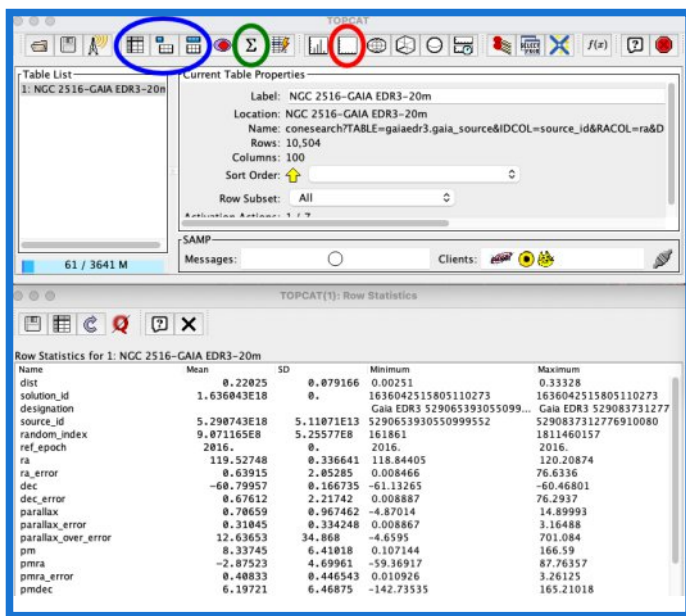 TOPCAT
Σ
f(x)
?
Table List
1: NGC 2516-GAIA EDR3-20n
61 / 3641 M
Current Table Properties
Label: NGC 2516-GAIA EDR3-20m
Location: NGC 2516-GAIA EDR3-20m
Name: conesearch?TABLE=gaiaedr3.gaia_source&IDCOL=source_id&RACOL=ra&D
Rows: 10,504
Columns: 100
Sort Order:
Row Subset: All
Activation Actions: 1 / 7
SAMP
Messages:
Clients:
TOPCAT(1): Row Statistics
?
Row Statistics for 1: NGC 2516-GAIA EDR3-20m
Name Mean SD Minimum Maximum
dist 0.22025 0.079166 0.00251 0.33328
solution_id 1.636043E18 0. 1636042515805110273 1636042515805110273
designation Gaia EDR3 529065393055099... Gaia EDR3 529083731277
source_id 5.290743E18 5.11071E13 5290653930550999552 5290837312776910080
random_index 9.071165E8 5.25577E8 161861 1811460157
ref_epoch 2016. 0. 2016. 2016.
ra 119.52748 0.336641 118.84405 120.20874
ra_error 0.63915 2.05285 0.008466 76.6336
dec -60.79957 0.166735 -61.13265 -60.46801
dec_error 0.67612 2.21742 0.008887 76.2937
parallax 0.70659 0.967462 -4.87014 14.89993
parallax_error 0.31045 0.334248 0.008867 3.16488
parallax_over_error 12.63653 34.868 -4.6595 701.084
pm 8.33745 6.41018 0.107144 166.59
pmra -2.87523 4.69961 -59.36917 87.76357
pmra_error 0.40833 0.446543 0.010926 3.26125
pmdec 6.19721 6.46875 -142.73535 165.21018